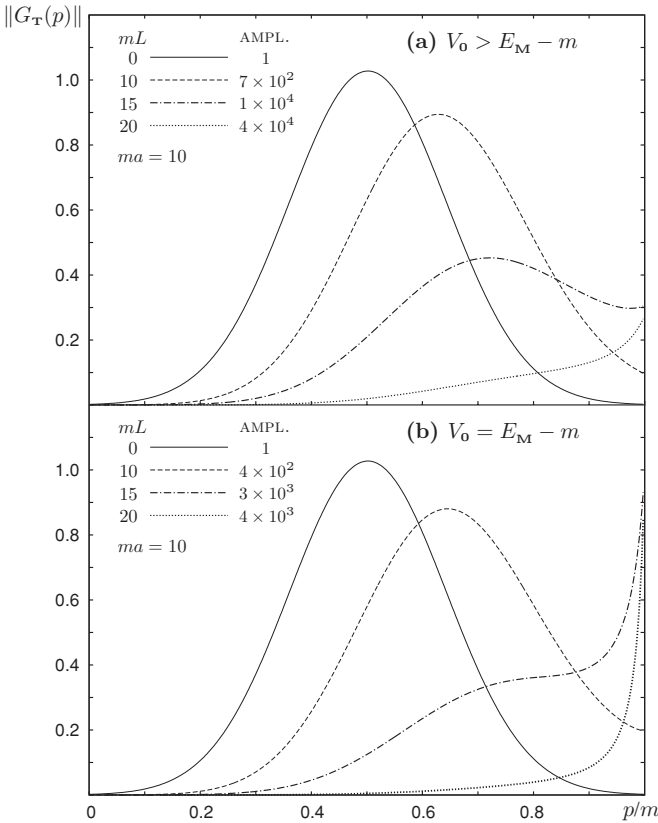 ‖G_T(p)‖
mL AMPL. (a) V_0 > E_M − m
0 1
10 7 × 10^2
15 1 × 10^4
20 4 × 10^4
ma = 10
1.0
0.8
0.6
0.4
0.2
mL AMPL. (b) V_0 = E_M − m
0 1
10 4 × 10^2
15 3 × 10^3
20 4 × 10^3
ma = 10
1.0
0.8
0.6
0.4
0.2
0 0.2 0.4 0.6 0.8 p/m